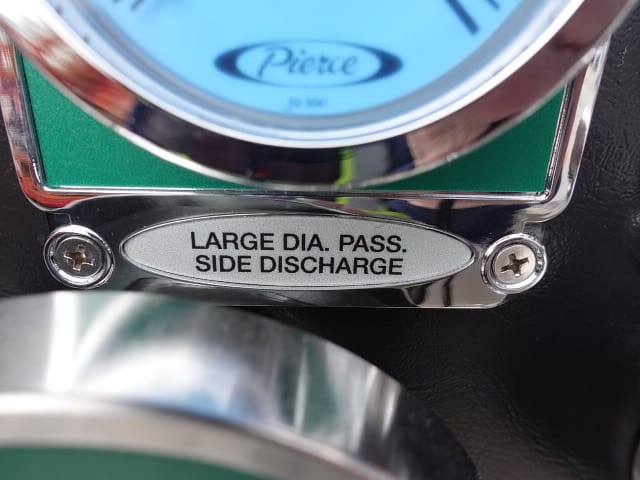 Pierce
LARGE DIA. PASS.
SIDE DISCHARGE